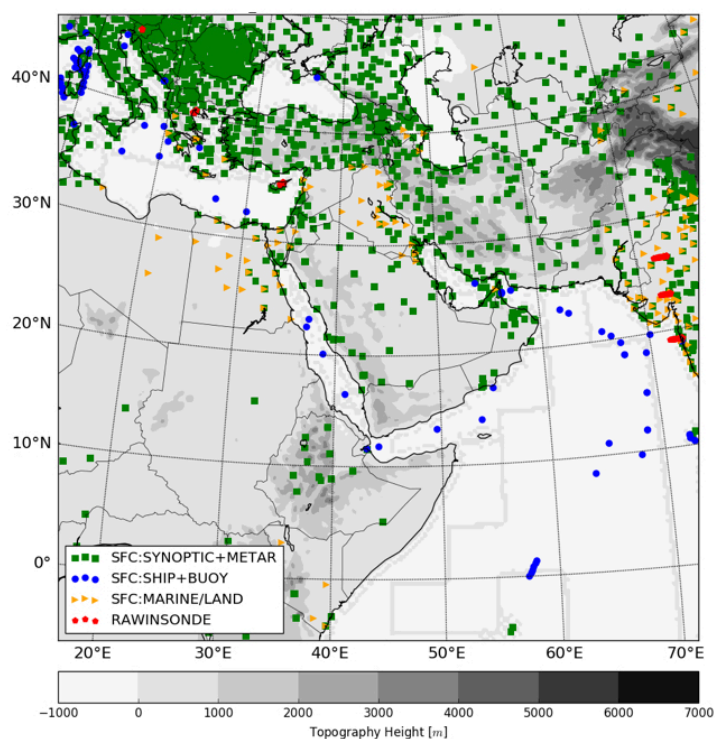 40°N
30°N
20°N
10°N
0°
SFC:SYNOPTIC+METAR
SFC:SHIP+BUOY
SFC:MARINE/LAND
RAWINSONDE
20°E 30°E 40°E 50°E 60°E 70°E
−1000 0 1000 2000 3000 4000 5000 6000 7000
Topography Height [m]